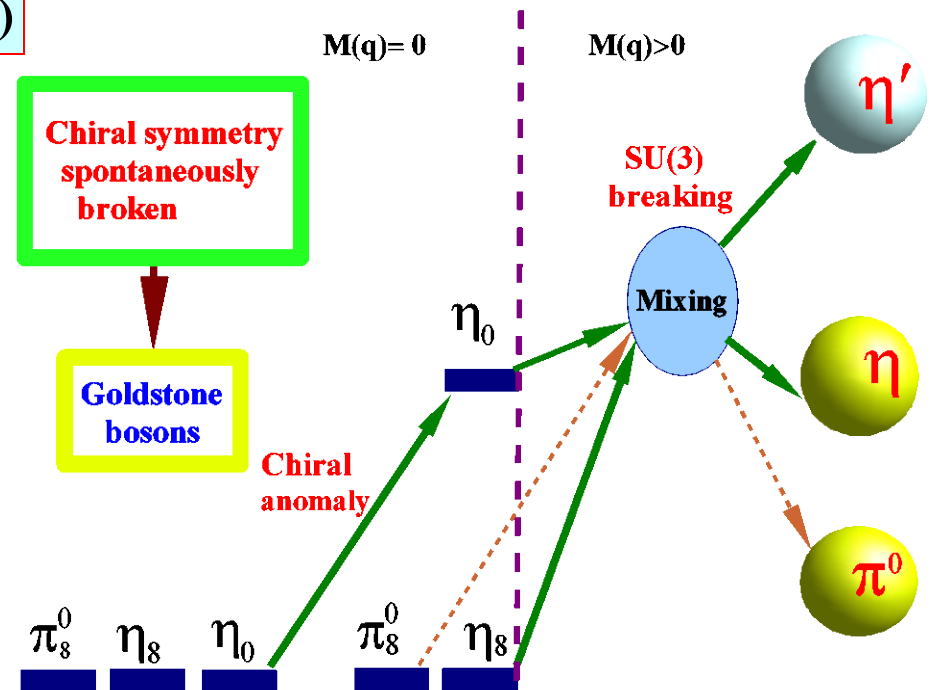 )
M(q)= 0
M(q)>0
Chiral symmetry
spontaneously
broken
Goldstone
bosons
Chiral
anomaly
π⁰₈
η₈
η₀
π⁰₈
η₈
η₀
SU(3)
breaking
Mixing
η′
η
π⁰